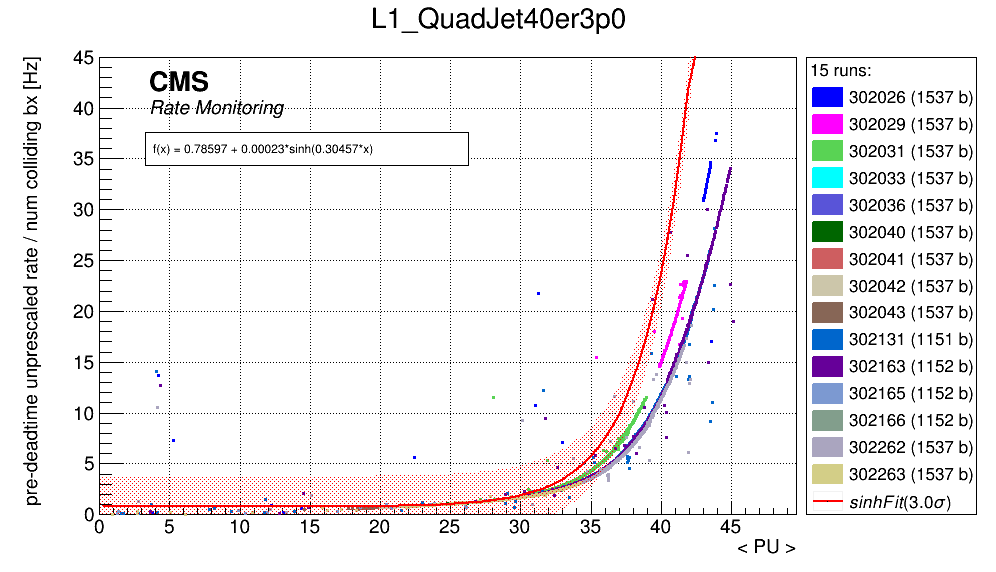 L1_QuadJet40er3p0
pre-deadtime unprescaled rate / num colliding bx [Hz]
45
40
35
30
25
20
15
10
5
0
CMS
Rate Monitoring
f(x) = 0.78597 + 0.00023*sinh(0.30457*x)
0 5 10 15 20 25 30 35 40 45
< PU >
15 runs:
302026 (1537 b)
302029 (1537 b)
302031 (1537 b)
302033 (1537 b)
302036 (1537 b)
302040 (1537 b)
302041 (1537 b)
302042 (1537 b)
302043 (1537 b)
302131 (1151 b)
302163 (1152 b)
302165 (1152 b)
302166 (1152 b)
302262 (1537 b)
302263 (1537 b)
sinhFit(3.0σ)